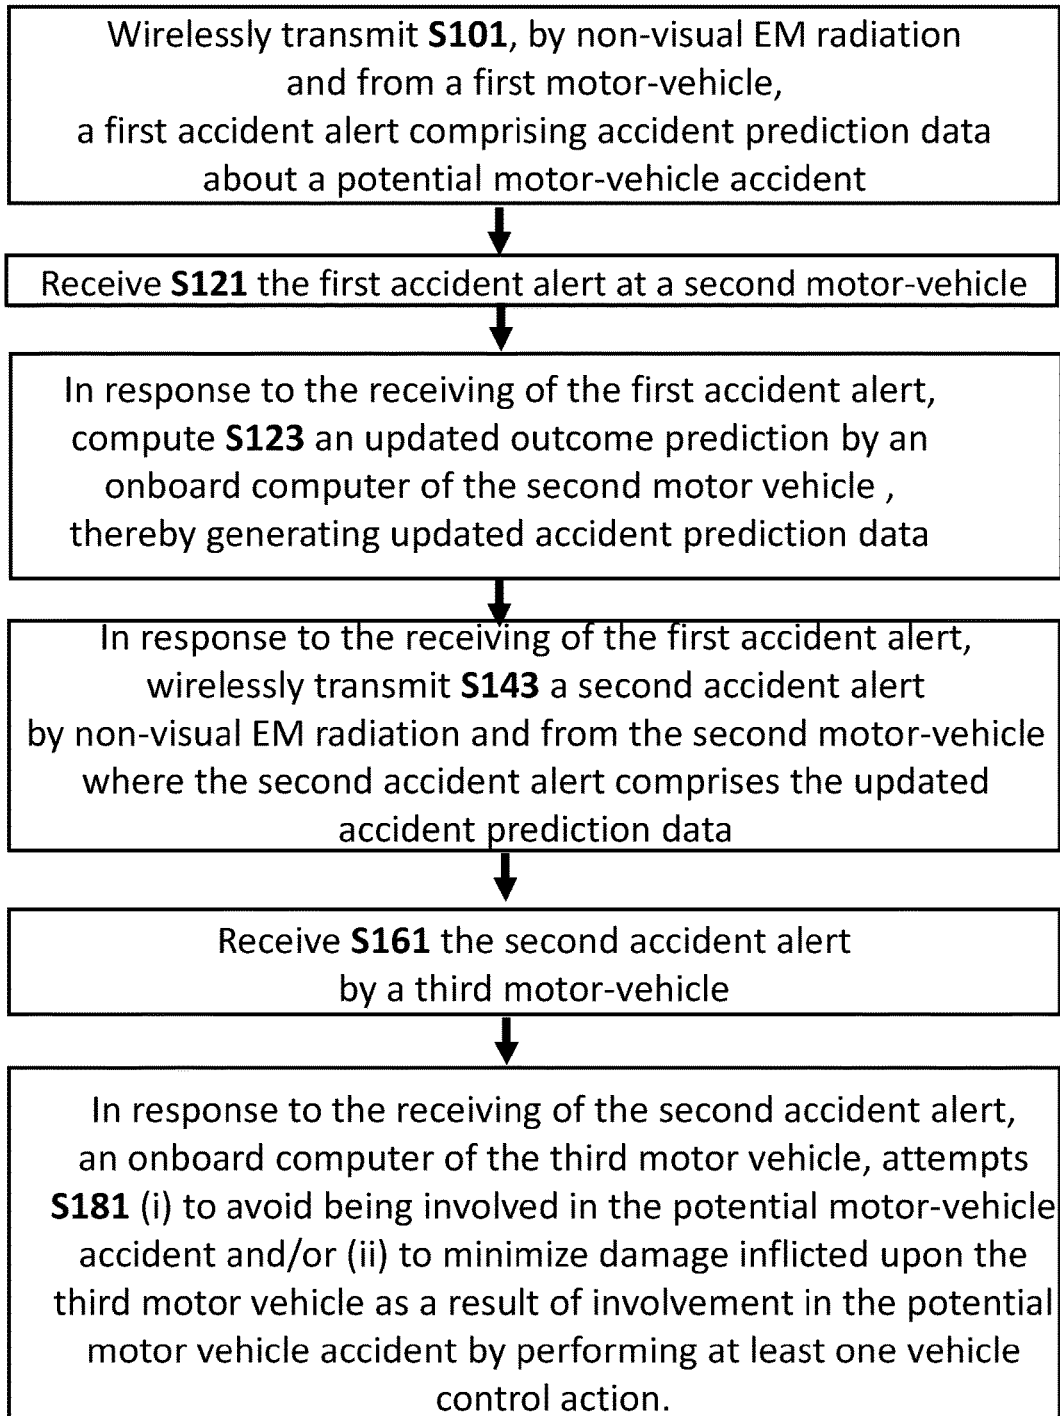 Wirelessly transmit S101, by non-visual EM radiation
and from a first motor-vehicle,
a first accident alert comprising accident prediction data
about a potential motor-vehicle accident
Receive S121 the first accident alert at a second motor-vehicle
In response to the receiving of the first accident alert,
compute S123 an updated outcome prediction by an
onboard computer of the second motor vehicle ,
thereby generating updated accident prediction data
In response to the receiving of the first accident alert,
wirelessly transmit S143 a second accident alert
by non-visual EM radiation and from the second motor-vehicle
where the second accident alert comprises the updated
accident prediction data
Receive S161 the second accident alert
by a third motor-vehicle
In response to the receiving of the second accident alert,
an onboard computer of the third motor vehicle, attempts
S181 (i) to avoid being involved in the potential motor-vehicle
accident and/or (ii) to minimize damage inflicted upon the
third motor vehicle as a result of involvement in the potential
motor vehicle accident by performing at least one vehicle
control action.